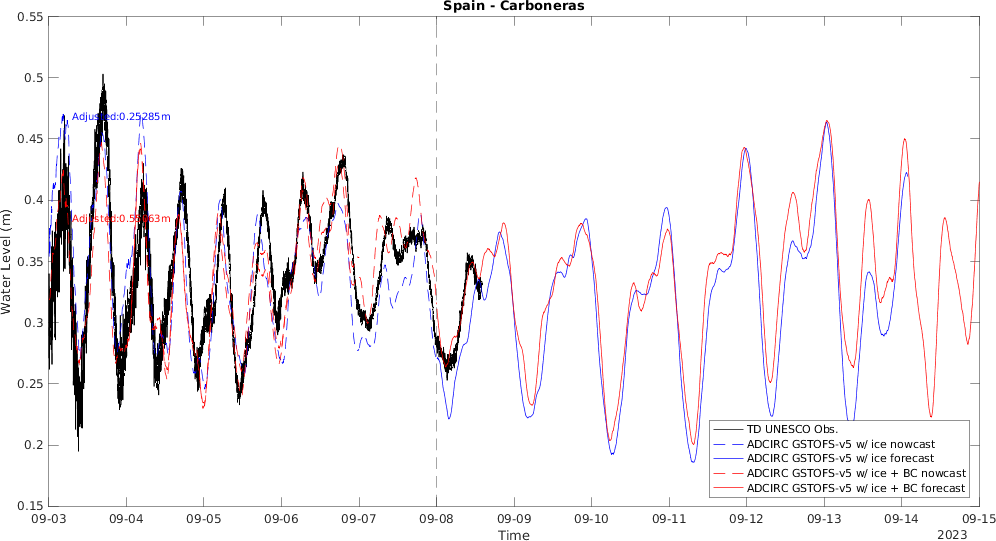 Spain - Carboneras
0.55
0.5
0.45
0.4
0.35
0.3
0.25
0.2
0.15
Water Level (m)
Adjusted:0.25285m
09-03
09-04
09-05
09-06
09-07
09-08
09-09
09-10
09-11
09-12
09-13
09-14
09-15
Time
2023
TD UNESCO Obs.
ADCIRC GSTOFS-v5 w/ ice nowcast
ADCIRC GSTOFS-v5 w/ ice forecast
ADCIRC GSTOFS-v5 w/ ice + BC nowcast
ADCIRC GSTOFS-v5 w/ ice + BC forecast